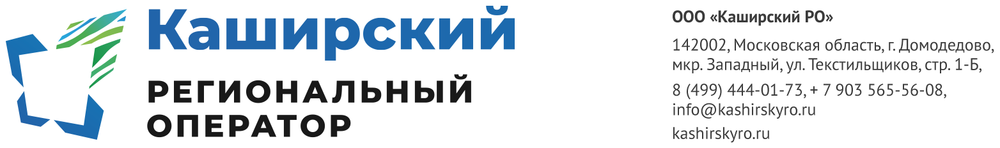 Каширский
РЕГИОНАЛЬНЫЙ
ОПЕРАТОР
ООО «Каширский РО»
142002, Московская область, г. Домодедово,
мкр. Западный, ул. Текстильщиков, стр. 1-Б,
8 (499) 444-01-73, + 7 903 565-56-08,
info@kashirskyro.ru
kashirskyro.ru